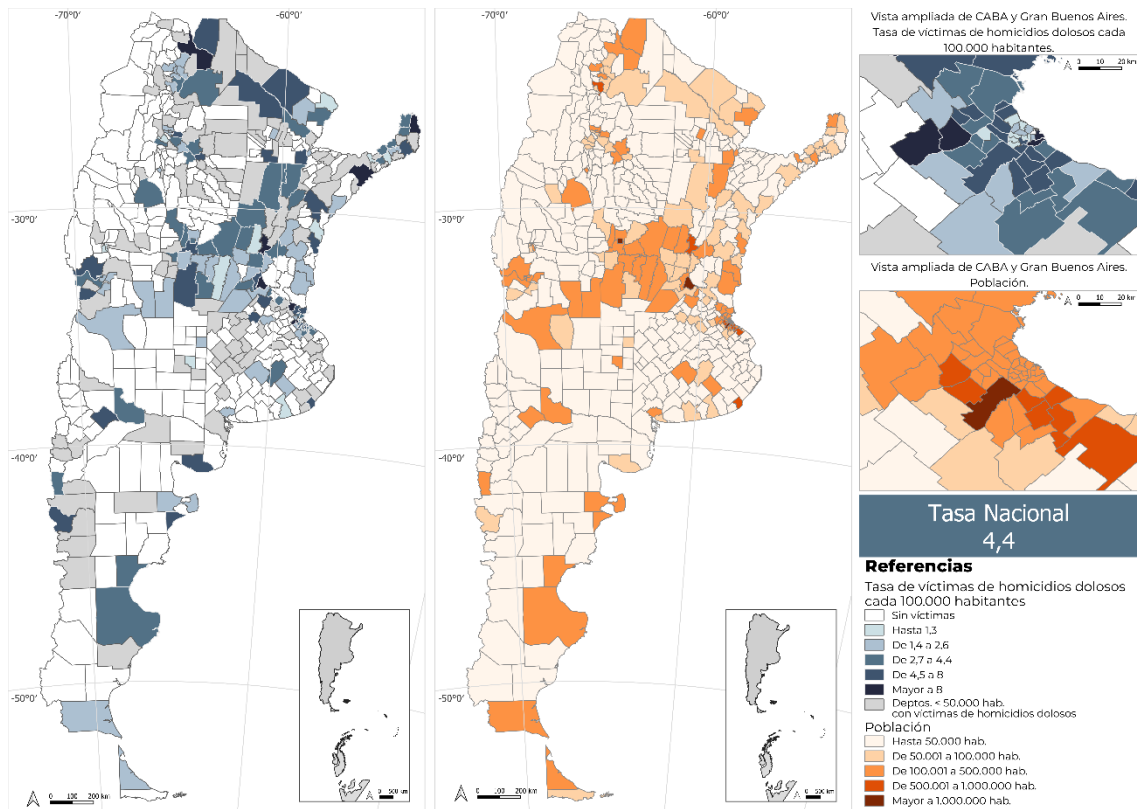 -70°0'
-60°0'
-30°0'
-40°0'
-50°0'
0 100 200 km
0 500 km
-70°0'
-60°0'
-30°0'
-40°0'
-50°0'
0 100 200 km
0 500 km
Vista ampliada de CABA y Gran Buenos Aires.
Tasa de víctimas de homicidios dolosos cada
100.000 habitantes.
0 10 20 km
Vista ampliada de CABA y Gran Buenos Aires.
Población.
0 10 20 km
Tasa Nacional
4,4
Referencias
Tasa de víctimas de homicidios dolosos
cada 100.000 habitantes
Sin víctimas
Hasta 1,3
De 1,4 a 2,6
De 2,7 a 4,4
De 4,5 a 8
Mayor a 8
Deptos. < 50.000 hab.
con víctimas de homicidios dolosos
Población
Hasta 50.000 hab.
De 50.001 a 100.000 hab.
De 100.001 a 500.000 hab.
De 500.001 a 1.000.000 hab.
Mayor a 1.000.000 hab.